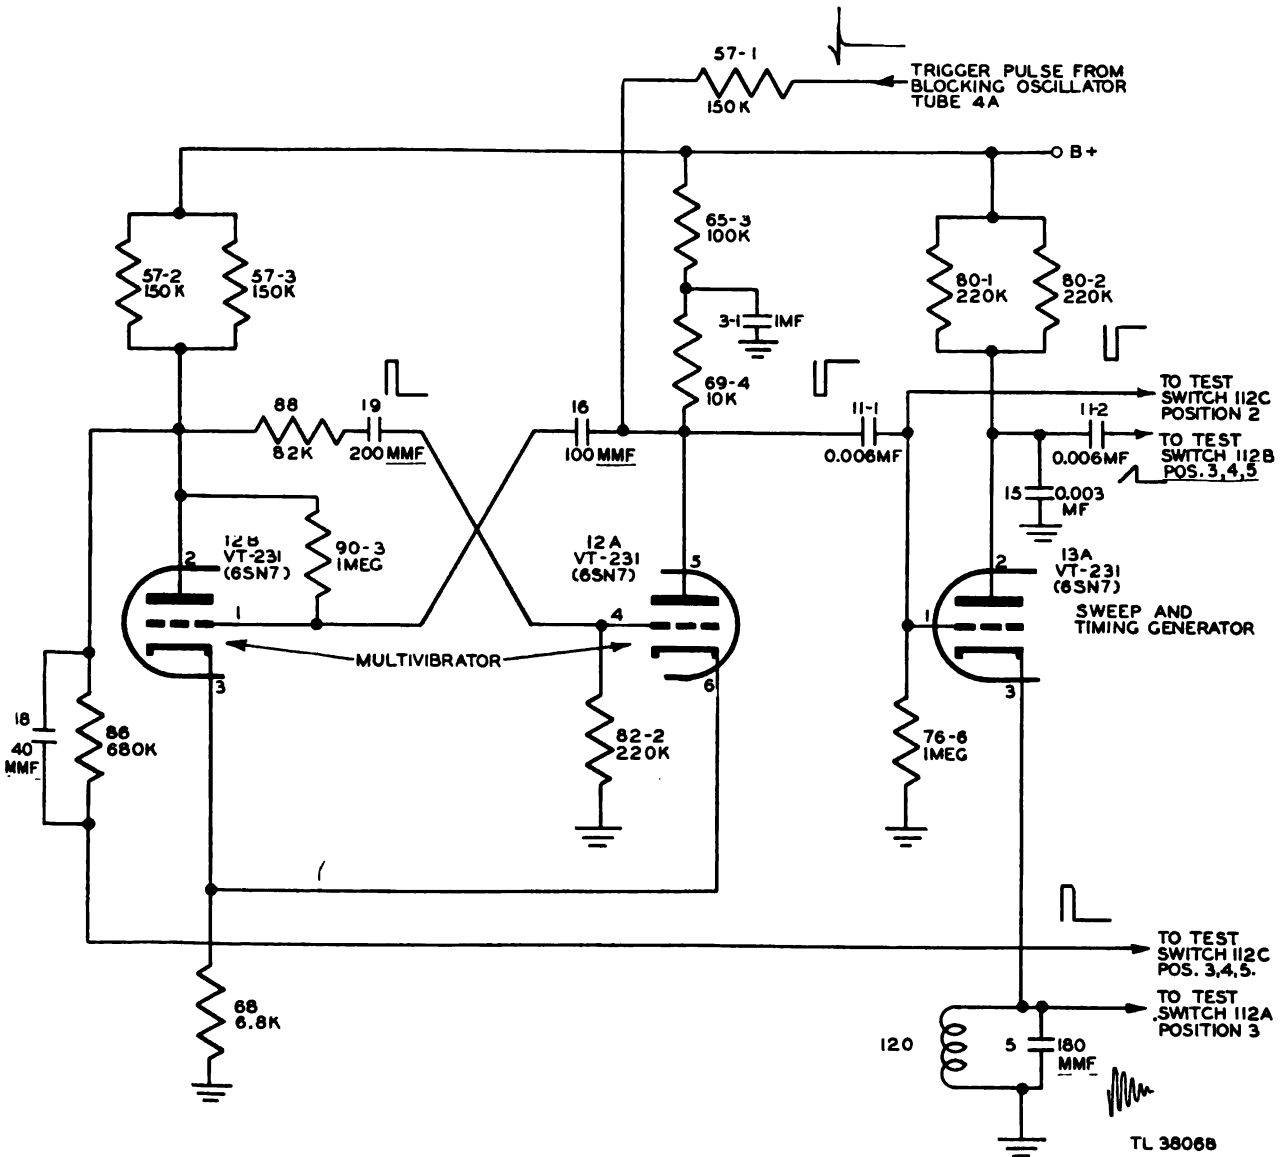 57-1
150K
TRIGGER PULSE FROM
BLOCKING OSCILLATOR
TUBE 4A
B+
57-2
150K
57-3
150K
65-3
100K
3-1
1MF
69-4
10K
80-1
220K
80-2
220K
88
82K
19
200 MMF
16
100 MMF
11-1
0.006MF
11-2
0.006MF
TO TEST
SWITCH 112C
POSITION 2
TO TEST
SWITCH 112B
POS. 3,4,5
15
0.003
MF
2
12B
VT-231
(6SN7)
90-3
1MEG
1
3
12A
VT-231
(6SN7)
5
4
6
MULTIVIBRATOR
13A
VT-231
(6SN7)
2
1
3
SWEEP AND
TIMING GENERATOR
18
40
MMF
86
680K
82-2
220K
76-6
1MEG
68
6.8K
TO TEST
SWITCH 112C
POS. 3,4,5.
TO TEST
SWITCH 112A
POSITION 3
120
5
180
MMF
TL 38068